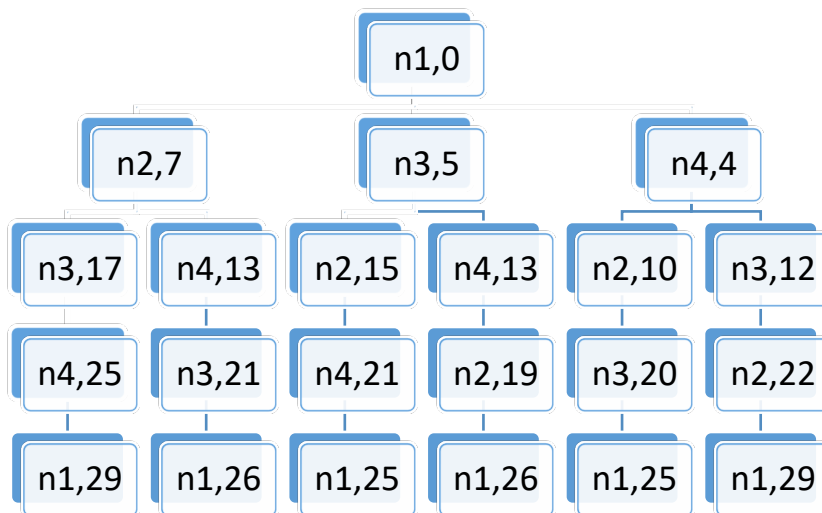 n1,0
n2,7 n3,5 n4,4
n3,17 n4,13 n2,15 n4,13 n2,10 n3,12
n4,25 n3,21 n4,21 n2,19 n3,20 n2,22
n1,29 n1,26 n1,25 n1,26 n1,25 n1,29